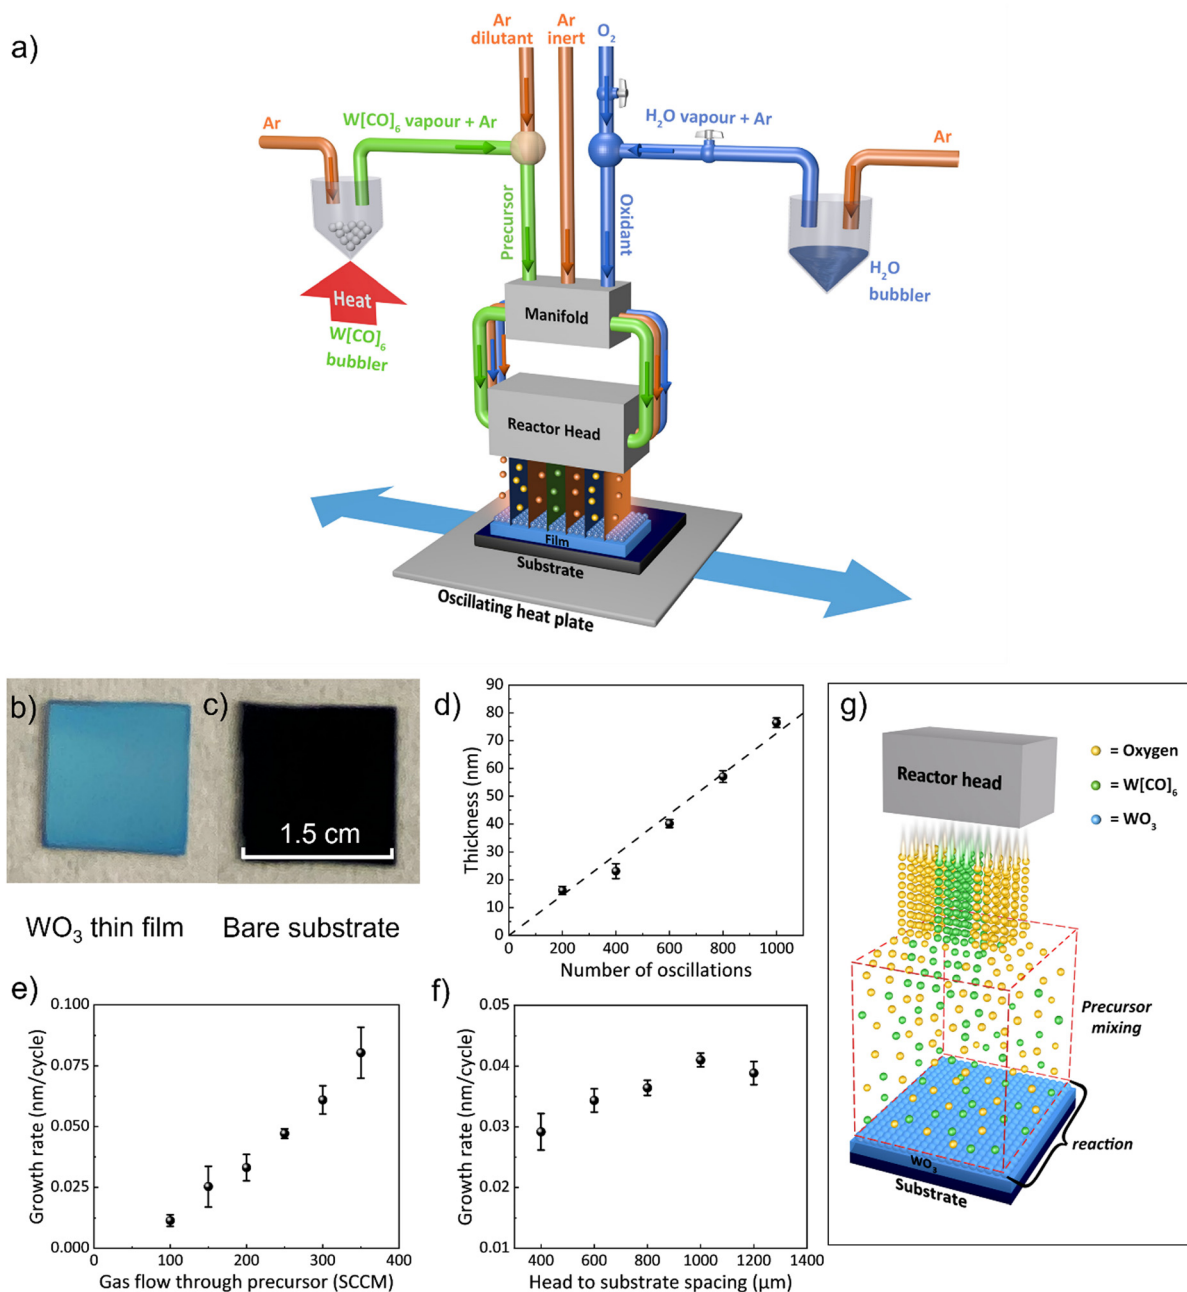 a)
Ar
dilutant
Ar
inert
O₂
Ar
W[CO]₆ vapour + Ar
H₂O vapour + Ar
Ar
Precursor
Oxidant
Heat
W[CO]₆
bubbler
H₂O
bubbler
Manifold
Reactor Head
Film
Substrate
Oscillating heat plate
b)
WO₃ thin film
c)
1.5 cm
Bare substrate
d)
Thickness (nm)
90
80
70
60
50
40
30
20
10
0
0 200 400 600 800 1000
Number of oscillations
e)
Growth rate (nm/cycle)
0.100
0.075
0.050
0.025
0.000
0 100 200 300 400
Gas flow through precursor (SCCM)
f)
Growth rate (nm/cycle)
0.05
0.04
0.03
0.02
0.01
400 600 800 1000 1200
Head to substrate spacing (μm)
g)
Reactor head
= Oxygen
= W[CO]₆
= WO₃
Precursor
mixing
reaction
WO₃
Substrate